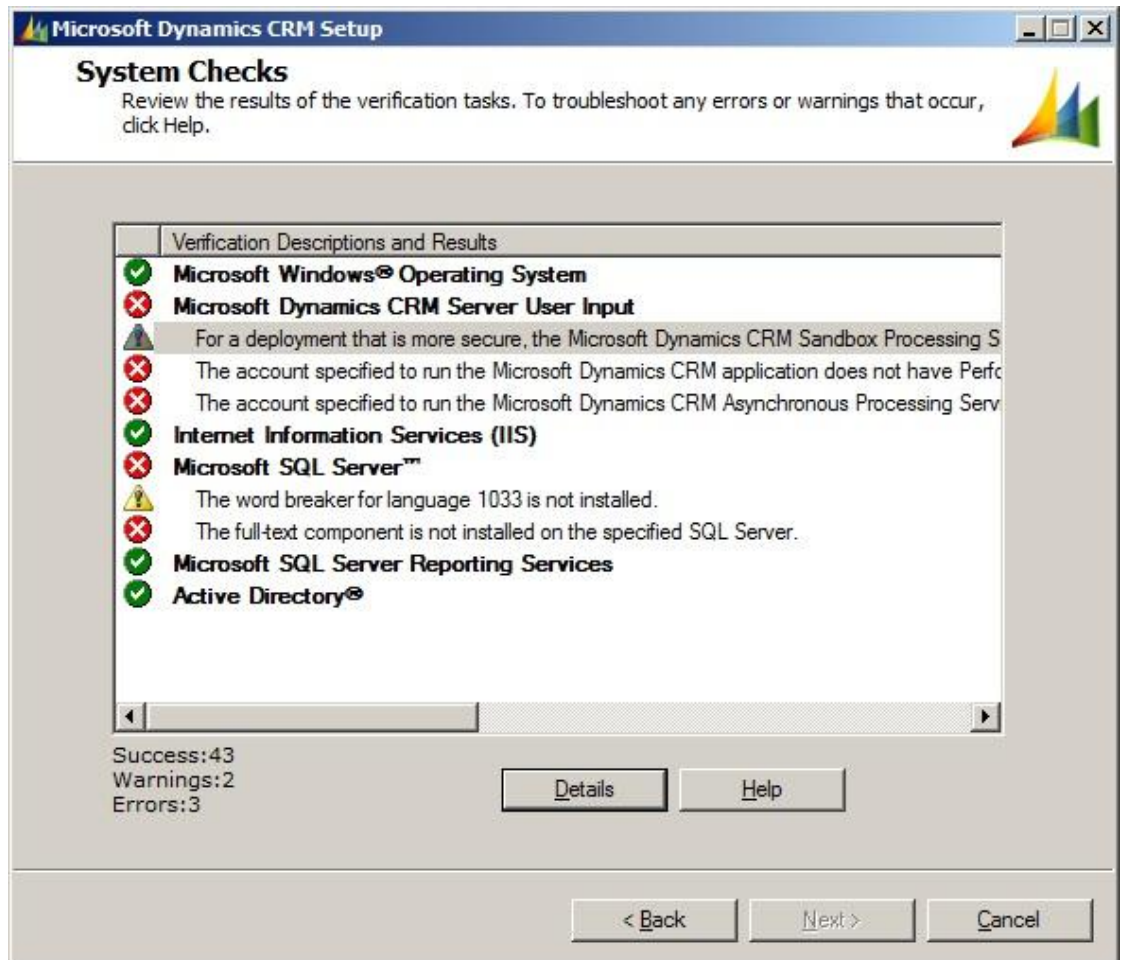 Microsoft Dynamics CRM Setup
System Checks
Review the results of the verification tasks. To troubleshoot any errors or warnings that occur,
click Help.
Verification Descriptions and Results
Microsoft Windows® Operating System
Microsoft Dynamics CRM Server User Input
For a deployment that is more secure, the Microsoft Dynamics CRM Sandbox Processing S
The account specified to run the Microsoft Dynamics CRM application does not have Perfo
The account specified to run the Microsoft Dynamics CRM Asynchronous Processing Serv
Internet Information Services (IIS)
Microsoft SQL Server™
The word breaker for language 1033 is not installed.
The full-text component is not installed on the specified SQL Server.
Microsoft SQL Server Reporting Services
Active Directory®
Success:43
Warnings:2
Errors:3
Details
Help
< Back
Next >
Cancel